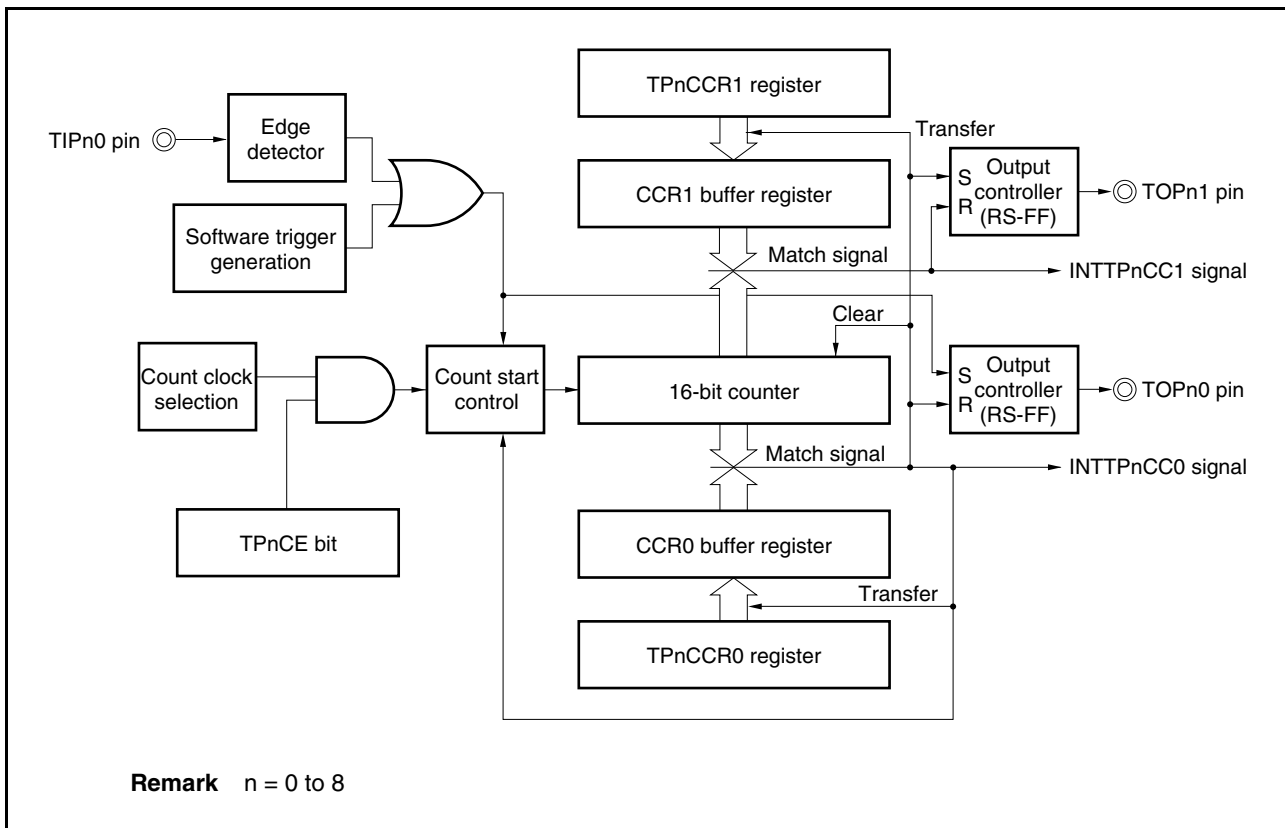 TPnCCR1 register
TIPn0 pin
Edge
detector
Transfer
Software trigger
generation
CCR1 buffer register
S
R
Output
controller
(RS-FF)
TOPn1 pin
Match signal
INTTPnCC1 signal
Clear
Count clock
selection
Count start
control
16-bit counter
S
R
Output
controller
(RS-FF)
TOPn0 pin
Match signal
INTTPnCC0 signal
TPnCE bit
CCR0 buffer register
Transfer
TPnCCR0 register
Remark n = 0 to 8